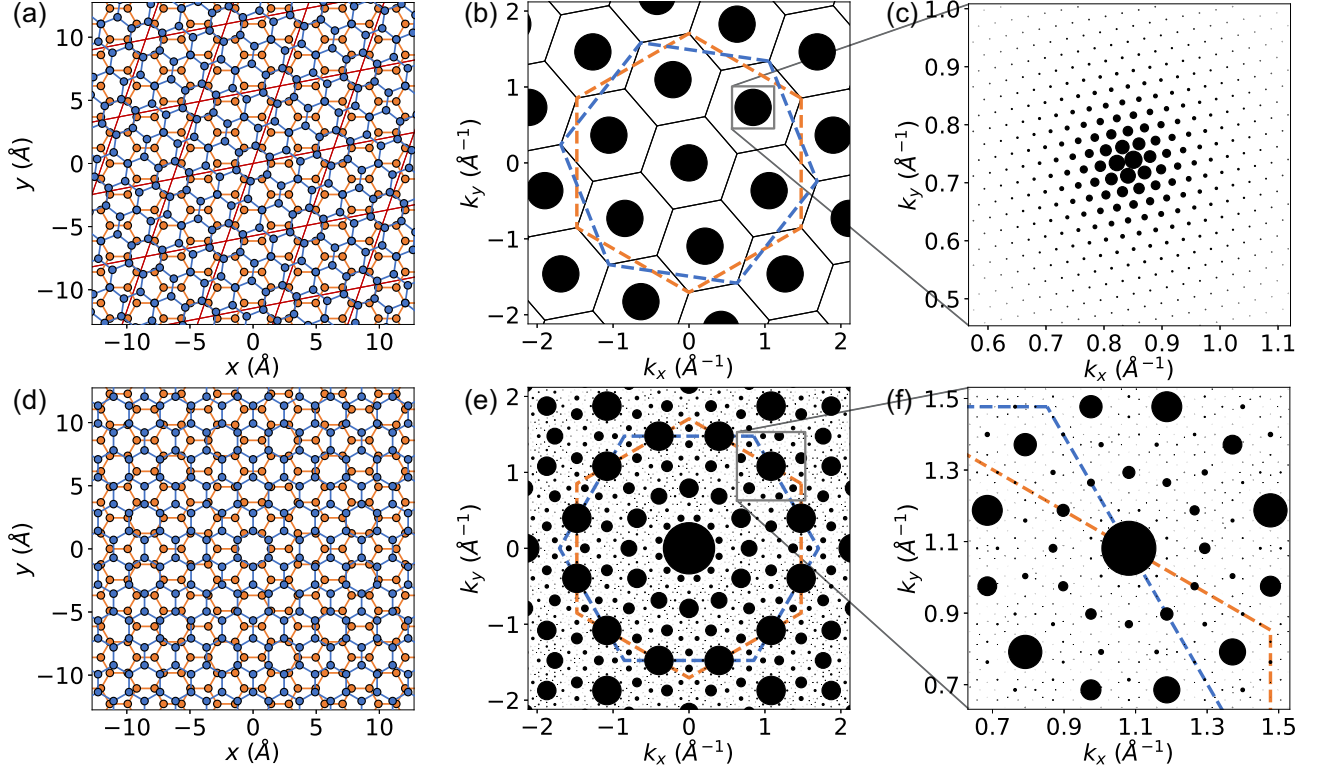 (a)
10
5
0
−5
−10
y (Å)
−10 −5 0 5 10
x (Å)
(b)
2
1
0
−1
−2
k_y (Å⁻¹)
−2 −1 0 1 2
k_x (Å⁻¹)
(c)
1.0
0.9
0.8
0.7
0.6
0.5
k_y (Å⁻¹)
0.6 0.7 0.8 0.9 1.0 1.1
k_x (Å⁻¹)
(d)
10
5
0
−5
−10
y (Å)
−10 −5 0 5 10
x (Å)
(e)
2
1
0
−1
−2
k_y (Å⁻¹)
−2 −1 0 1 2
k_x (Å⁻¹)
(f)
1.5
1.3
1.1
0.9
0.7
k_y (Å⁻¹)
0.7 0.9 1.1 1.3 1.5
k_x (Å⁻¹)